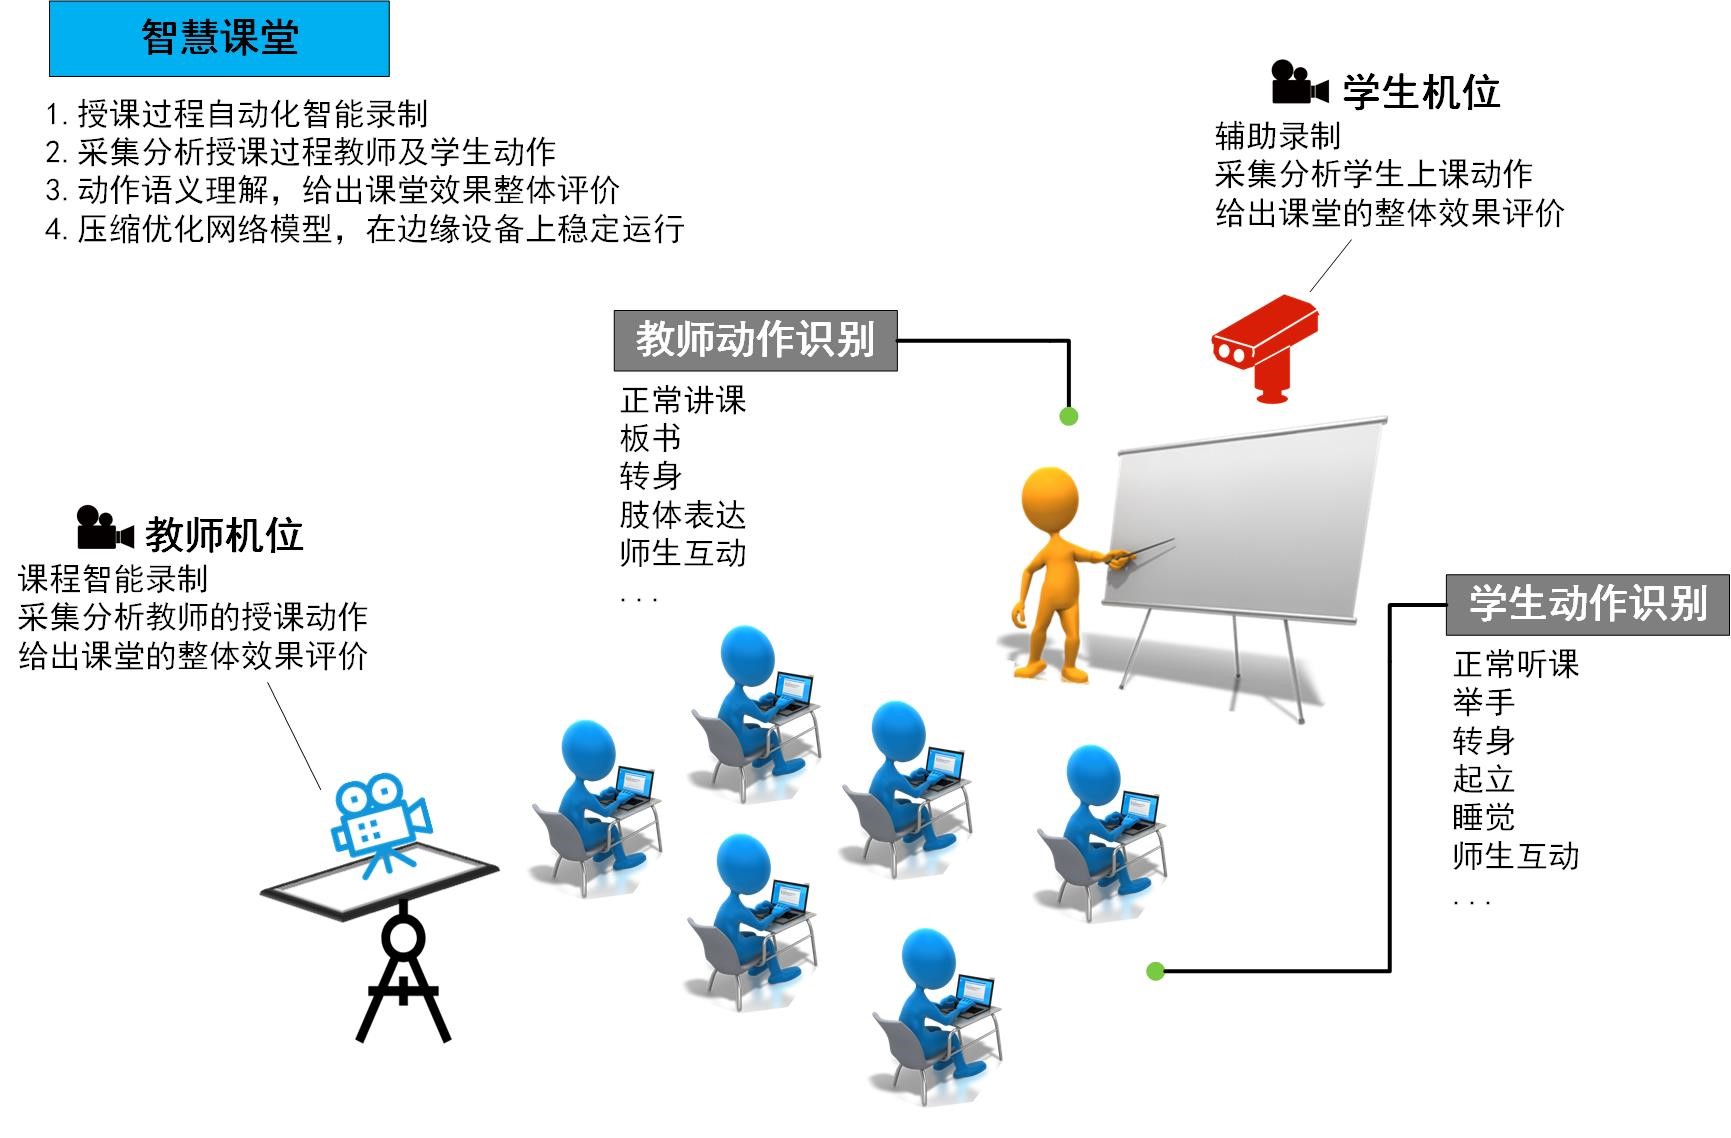 智慧课堂
1. 授课过程自动化智能录制
2. 采集分析授课过程教师及学生动作
3. 动作语义理解，给出课堂效果整体评价
4. 压缩优化网络模型，在边缘设备上稳定运行
学生机位
辅助录制
采集分析学生上课动作
给出课堂的整体效果评价
教师动作识别
正常讲课
板书
转身
肢体表达
师生互动
...
教师机位
课程智能录制
采集分析教师的授课动作
给出课堂的整体效果评价
学生动作识别
正常听课
举手
转身
起立
睡觉
师生互动
...